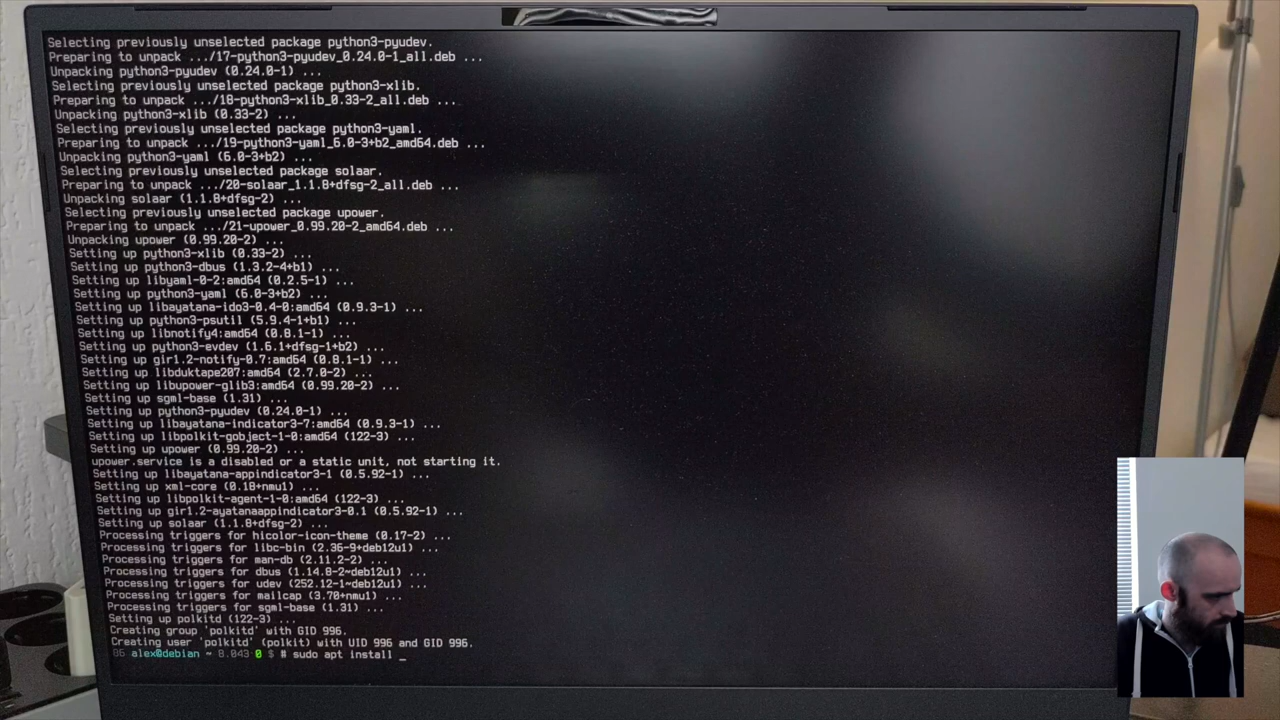 Selecting previously unselected package python3-pyudev.
Preparing to unpack .../17-python3-pyudev_0.24.0-1_all.deb ...
Unpacking python3-pyudev (0.24.0-1) ...
Selecting previously unselected package python3-xlib.
Preparing to unpack .../18-python3-xlib_0.33-2_all.deb ...
Unpacking python3-xlib (0.33-2) ...
Selecting previously unselected package python3-yaml.
Preparing to unpack .../19-python3-yaml_6.0-3+b2_amd64.deb ...
Unpacking python3-yaml (6.0-3+b2) ...
Selecting previously unselected package solaar.
Preparing to unpack .../20-solaar_1.1.8+dfsg-2_all.deb ...
Unpacking solaar (1.1.8+dfsg-2) ...
Selecting previously unselected package upower.
Preparing to unpack .../21-upower_0.99.20-2_amd64.deb ...
Unpacking upower (0.99.20-2) ...
Setting up python3-xlib (0.33-2) ...
Setting up python3-dbus (1.3.2-4+b1) ...
Setting up libyaml-0-2:amd64 (0.2.5-1) ...
Setting up python3-yaml (6.0-3+b2) ...
Setting up libayatana-ido3-0.4-0:amd64 (0.9.3-1) ...
Setting up python3-psutil (5.9.4-1+b1) ...
Setting up libnotify4:amd64 (0.8.1-1) ...
Setting up python3-evdev (1.6.1+dfsg-1+b2) ...
Setting up gir1.2-notify-0.7:amd64 (0.8.1-1) ...
Setting up libduktape207:amd64 (2.7.0-2) ...
Setting up libupower-glib3:amd64 (0.99.20-2) ...
Setting up sgml-base (1.31) ...
Setting up python3-pyudev (0.24.0-1) ...
Setting up libayatana-indicator3-7:amd64 (0.9.3-1) ...
Setting up libpolkit-gobject-1-0:amd64 (122-3) ...
Setting up upower (0.99.20-2) ...
upower.service is a disabled or a static unit, not starting it.
Setting up libayatana-appindicator3-1 (0.5.92-1) ...
Setting up xml-core (0.18+nmu1) ...
Setting up libpolkit-agent-1-0:amd64 (122-3) ...
Setting up gir1.2-ayatanaappindicator3-0.1 (0.5.92-1) ...
Setting up solaar (1.1.8+dfsg-2) ...
Processing triggers for hicolor-icon-theme (0.17-2) ...
Processing triggers for libc-bin (2.36-9+deb12u1) ...
Processing triggers for man-db (2.11.2-2) ...
Processing triggers for dbus (1.14.8-2~deb12u1) ...
Processing triggers for udev (252.12-1~deb12u1) ...
Processing triggers for mailcap (3.70+nmu1) ...
Processing triggers for sgml-base (1.31) ...
Setting up polkitd (122-3) ...
Creating group 'polkitd' with GID 996.
Creating user 'polkitd' (polkit) with UID 996 and GID 996.
86 alex@debian ~ 8.043 0 $ # sudo apt install _